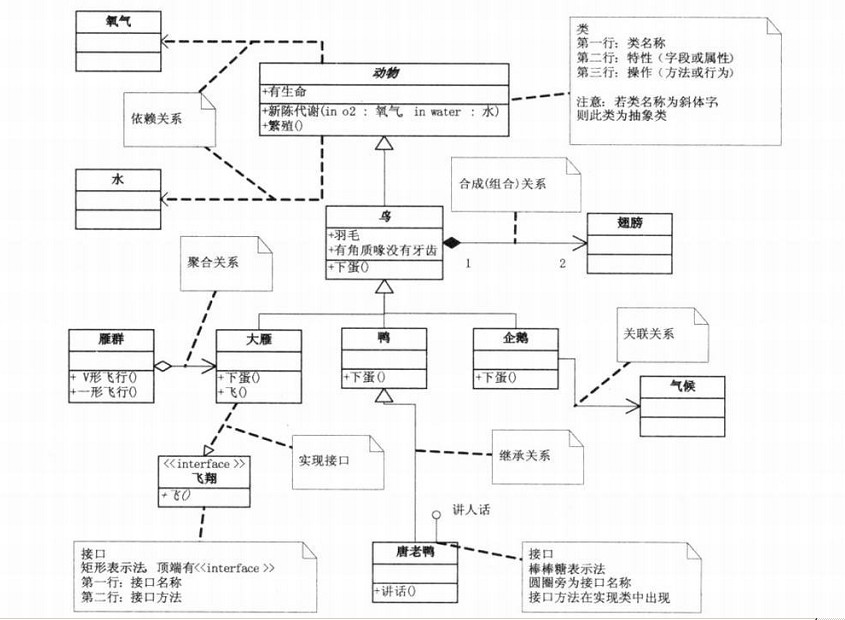 氧气
类
第一行：类名称
第二行：特性（字段或属性）
第三行：操作（方法或行为）
注意：若类名称为斜体字
则此类为抽象类
动物
+有生命
+新陈代谢(in o2 : 氧气, in water : 水)
+繁殖()
依赖关系
水
合成(组合)关系
鸟
+羽毛
+有角质喙没有牙齿
+下蛋()
1
2
翅膀
聚合关系
雁群
+ V形飞行()
+一形飞行()
大雁
+下蛋()
+飞()
鸭
+下蛋()
企鹅
+下蛋()
关联关系
气候
实现接口
继承关系
<<interface>>
飞翔
+飞()
讲人话
唐老鸭
+讲话()
接口
矩形表示法，顶端有<<interface>>
第一行：接口名称
第二行：接口方法
接口
棒棒糖表示法
圆圈旁为接口名称
接口方法在实现类中出现